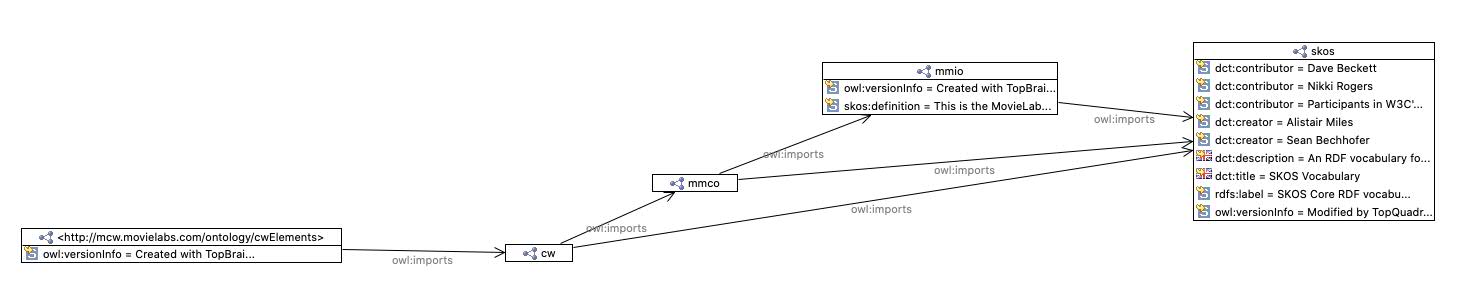 skos
dct:contributor = Dave Beckett
dct:contributor = Nikki Rogers
dct:contributor = Participants in W3C'...
dct:creator = Alistair Miles
dct:creator = Sean Bechhofer
dct:description = An RDF vocabulary fo...
dct:title = SKOS Vocabulary
rdfs:label = SKOS Core RDF vocabu...
owl:versionInfo = Modified by TopQuadr...
mmio
owl:versionInfo = Created with TopBrai...
skos:definition = This is the MovieLab...
owl:imports
owl:imports
owl:imports
mmco
owl:imports
owl:imports
<http://mcw.movielabs.com/ontology/cwElements>
owl:versionInfo = Created with TopBrai...
owl:imports
cw